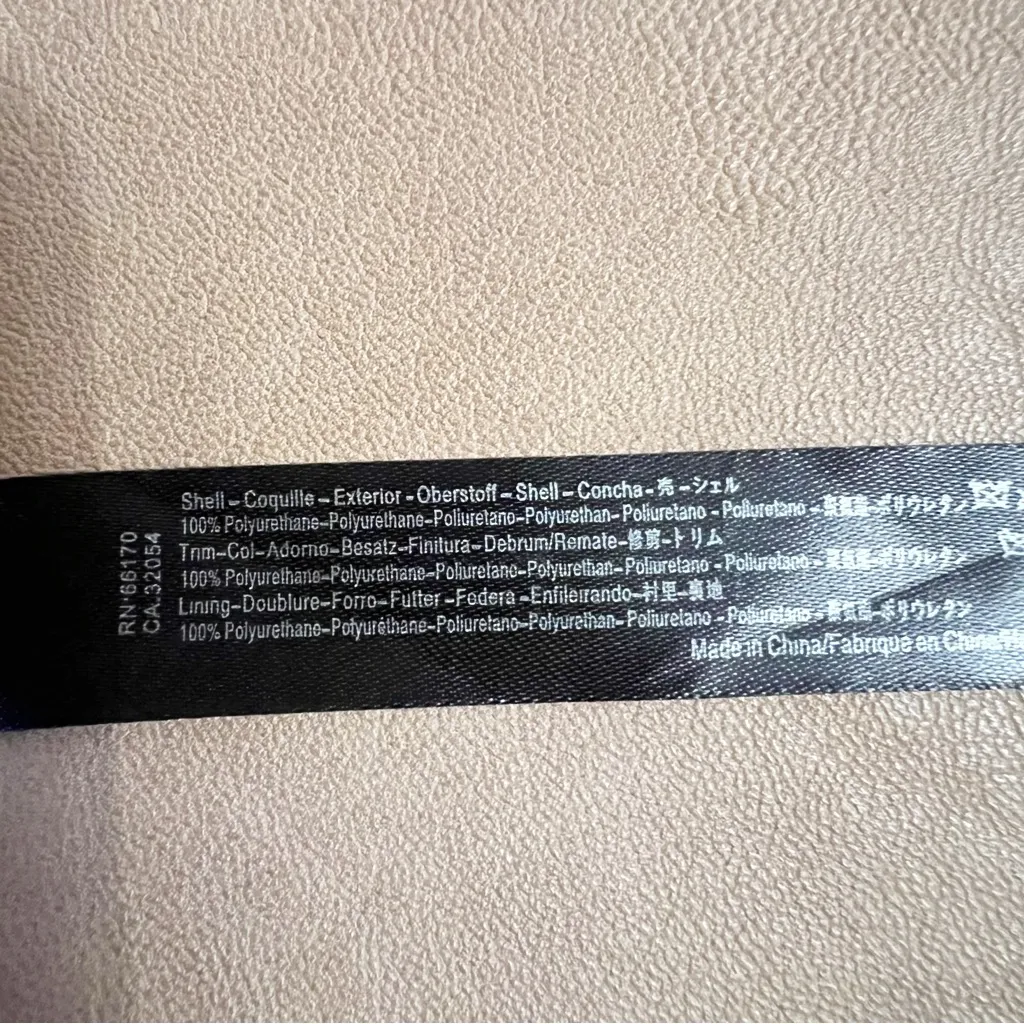 RN 66170
CA.32054
Shell–Coquille–Exterior-Oberstoff–Shell–Concha-壳-シェル
100% Polyurethane–Polyurethane–Poliuretano-Polyurethan–Poliuretano-Poliuretano-聚氨酯-ポリウレタン
Trim–Col–Adorno–Besatz–Finitura–Debrum/Remate-修剪-トリム
100% Polyurethane–Polyurethane–Poliuretano-Polyurethan–Poliuretano-Poliuretano-聚氨酯-ポリウレタン
Lining–Doublure–Forro–Futter-Fodera-Enfileirando-衬里-裏地
100% Polyurethane–Polyuréthane–Poliuretano–Polyurethan–Poliuretano-Poliuretano-聚氨酯-ポリウレタン
Made in China/Fabrique en Chine/